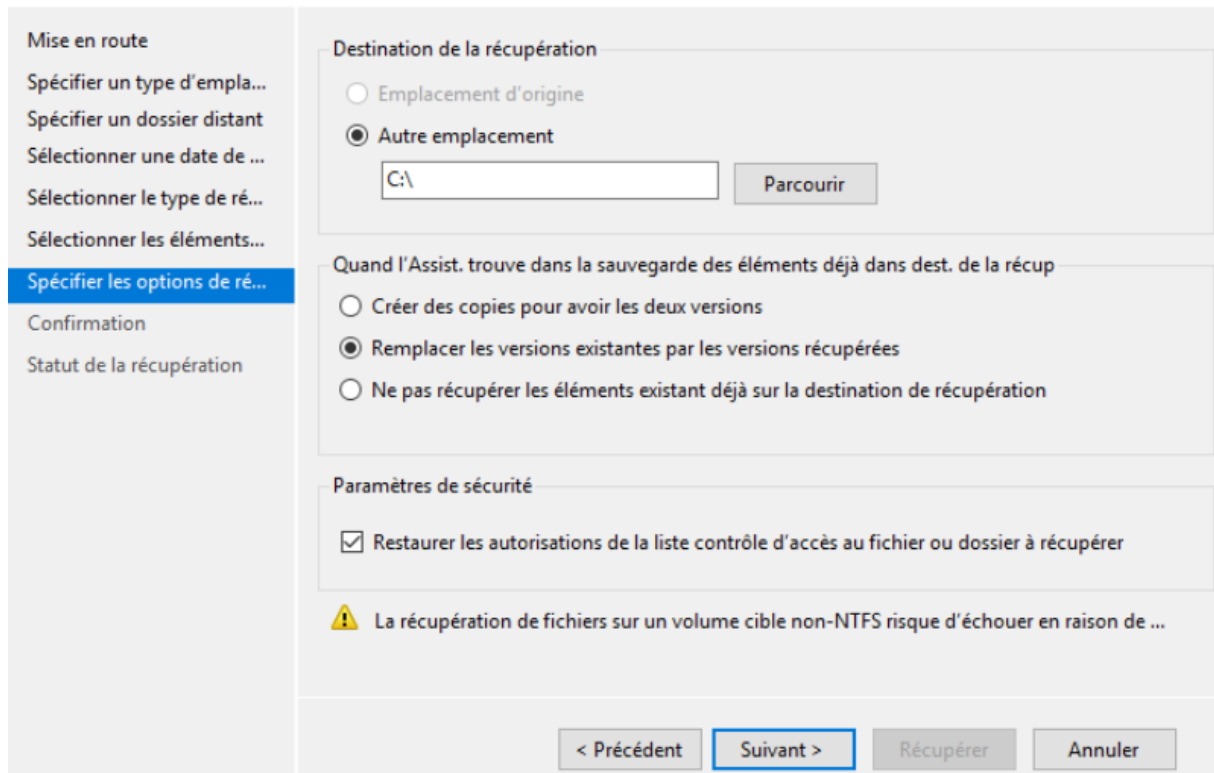 Mise en route
Spécifier un type d'empla...
Spécifier un dossier distant
Sélectionner une date de ...
Sélectionner le type de ré...
Sélectionner les éléments...
Spécifier les options de ré...
Confirmation
Statut de la récupération
Destination de la récupération
Emplacement d'origine
Autre emplacement
C:\
Parcourir
Quand l'Assist. trouve dans la sauvegarde des éléments déjà dans dest. de la récup
Créer des copies pour avoir les deux versions
Remplacer les versions existantes par les versions récupérées
Ne pas récupérer les éléments existant déjà sur la destination de récupération
Paramètres de sécurité
Restaurer les autorisations de la liste contrôle d'accès au fichier ou dossier à récupérer
La récupération de fichiers sur un volume cible non-NTFS risque d'échouer en raison de ...
< Précédent
Suivant >
Récupérer
Annuler